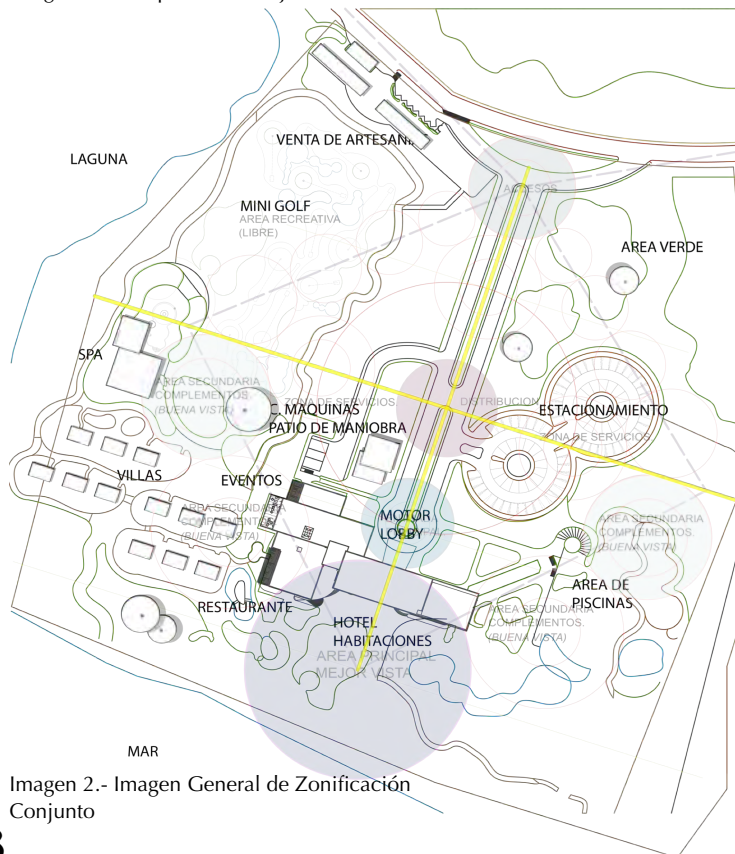 VENTA DE ARTESANI
LAGUNA
ACCESOS
MINI GOLF
AREA RECREATIVA
(LIBRE)
AREA VERDE
SPA
AREA SECUNDARIA
COMPLEMENTOS.
(BUENA VISTA)
ZONA DE SERVICIOS
DISTRIBUCION
C. MAQUINAS
PATIO DE MANIOBRA
ESTACIONAMIENTO
ZONA DE SERVICIOS
VILLAS
EVENTOS
AREA SECUNDARIA
COMPLEMENTOS.
(BUENA VISTA)
MOTOR
LOBBY
AREA SECUNDARIA
COMPLEMENTOS.
(BUENA VISTA)
AREA DE
PISCINAS
RESTAURANTE
HOTEL
HABITACIONES
AREA PRINCIPAL
MEJOR VISTA
AREA SECUNDARIA
COMPLEMENTOS.
(BUENA VISTA)
MAR
Imagen 2.- Imagen General de Zonificación
Conjunto